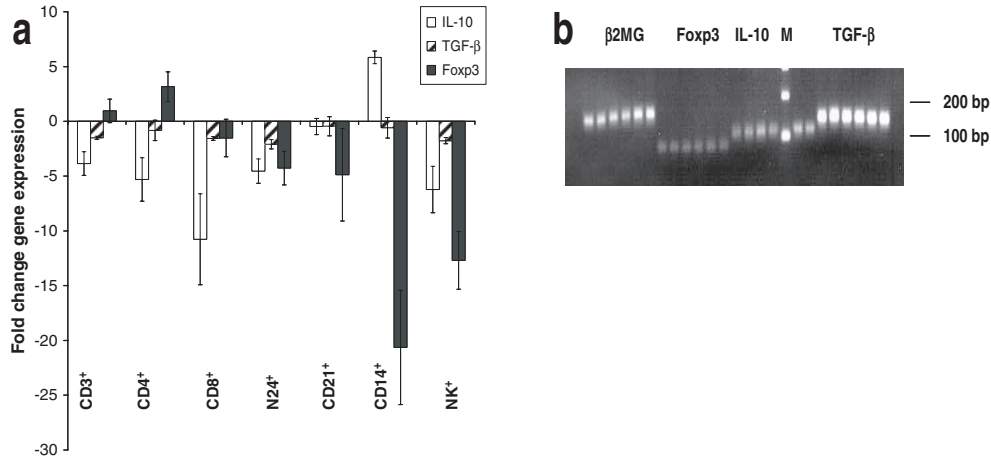 a
Fold change gene expression
10
5
0
-5
-10
-15
-20
-25
-30
IL-10
TGF-β
Foxp3
CD3+
CD4+
CD8+
N24+
CD21+
CD14+
NK+
b
β2MG Foxp3 IL-10 M TGF-β
200 bp
100 bp